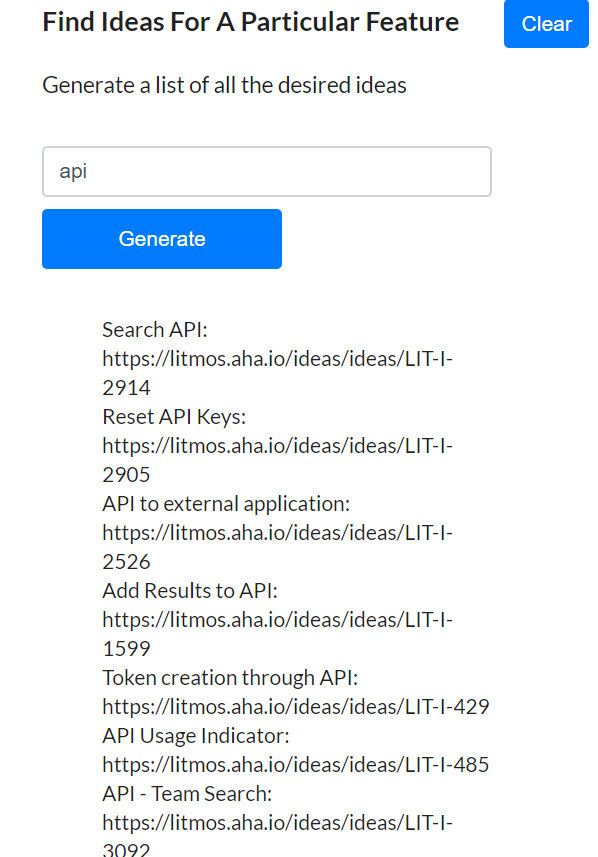 Find Ideas For A Particular Feature
Clear
Generate a list of all the desired ideas
api
Generate
Search API:
https://litmos.aha.io/ideas/ideas/LIT-I-
2914
Reset API Keys:
https://litmos.aha.io/ideas/ideas/LIT-I-
2905
API to external application:
https://litmos.aha.io/ideas/ideas/LIT-I-
2526
Add Results to API:
https://litmos.aha.io/ideas/ideas/LIT-I-
1599
Token creation through API:
https://litmos.aha.io/ideas/ideas/LIT-I-429
API Usage Indicator:
https://litmos.aha.io/ideas/ideas/LIT-I-485
API - Team Search:
https://litmos.aha.io/ideas/ideas/LIT-I-
3092